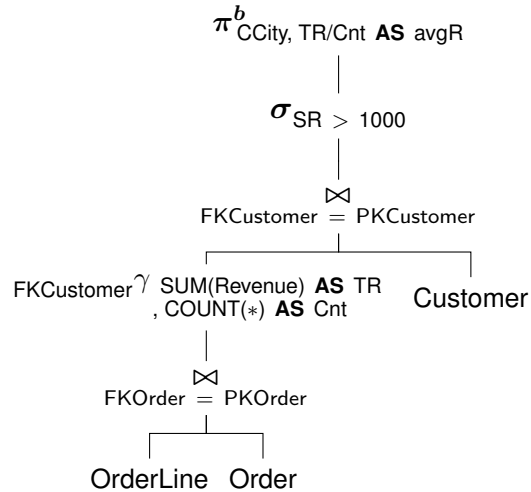 π^b CCity, TR/Cnt AS avgR
σ SR > 1000
⋈
FKCustomer = PKCustomer
FKCustomer γ SUM(Revenue) AS TR
, COUNT(*) AS Cnt
Customer
⋈
FKOrder = PKOrder
OrderLine Order